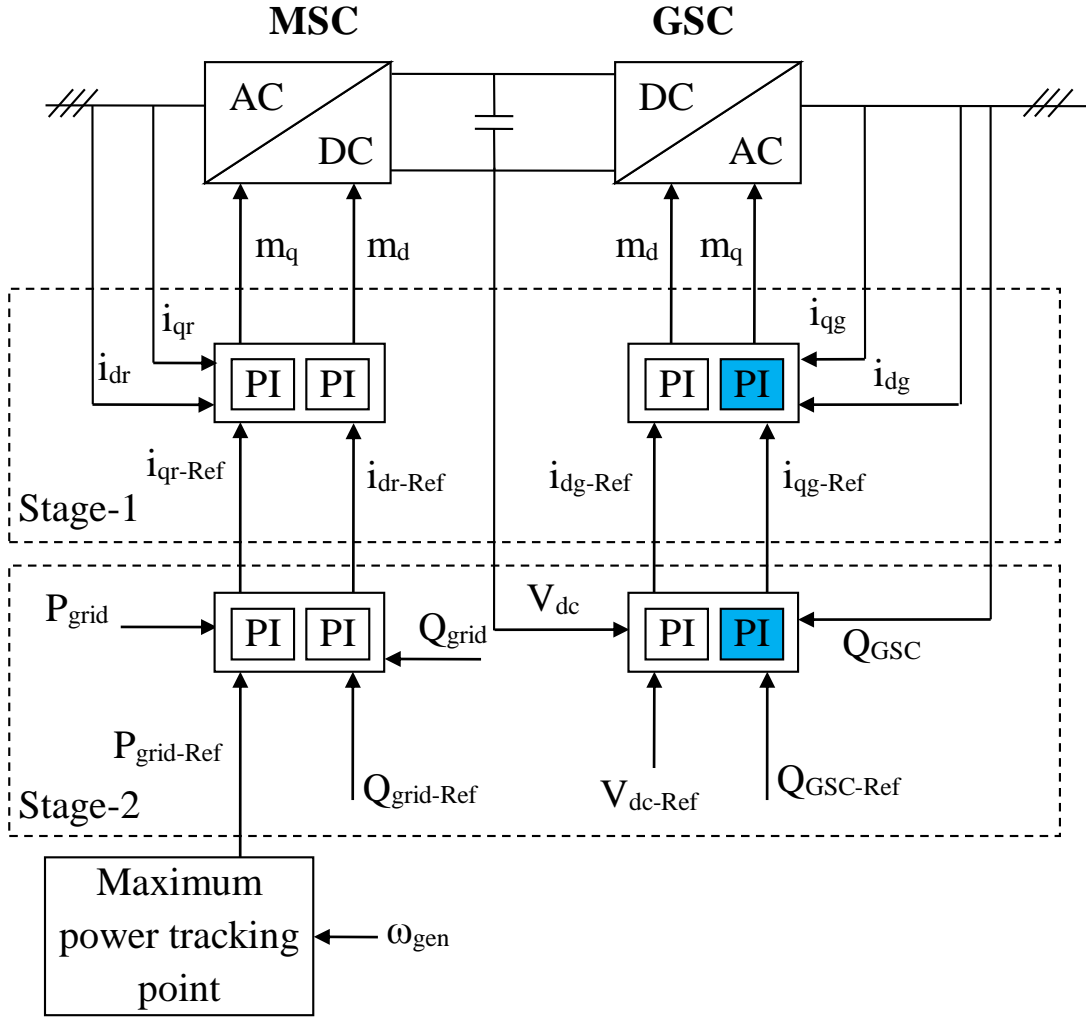 MSC
GSC
AC
DC
DC
AC
m_q
m_d
m_d
m_q
i_qr
i_dr
i_qg
i_dg
PI
PI
PI
PI
i_qr-Ref
i_dr-Ref
i_dg-Ref
i_qg-Ref
Stage-1
P_grid
Q_grid
V_dc
Q_GSC
PI
PI
PI
PI
P_grid-Ref
Q_grid-Ref
V_dc-Ref
Q_GSC-Ref
Stage-2
Maximum
power tracking
point
ω_gen